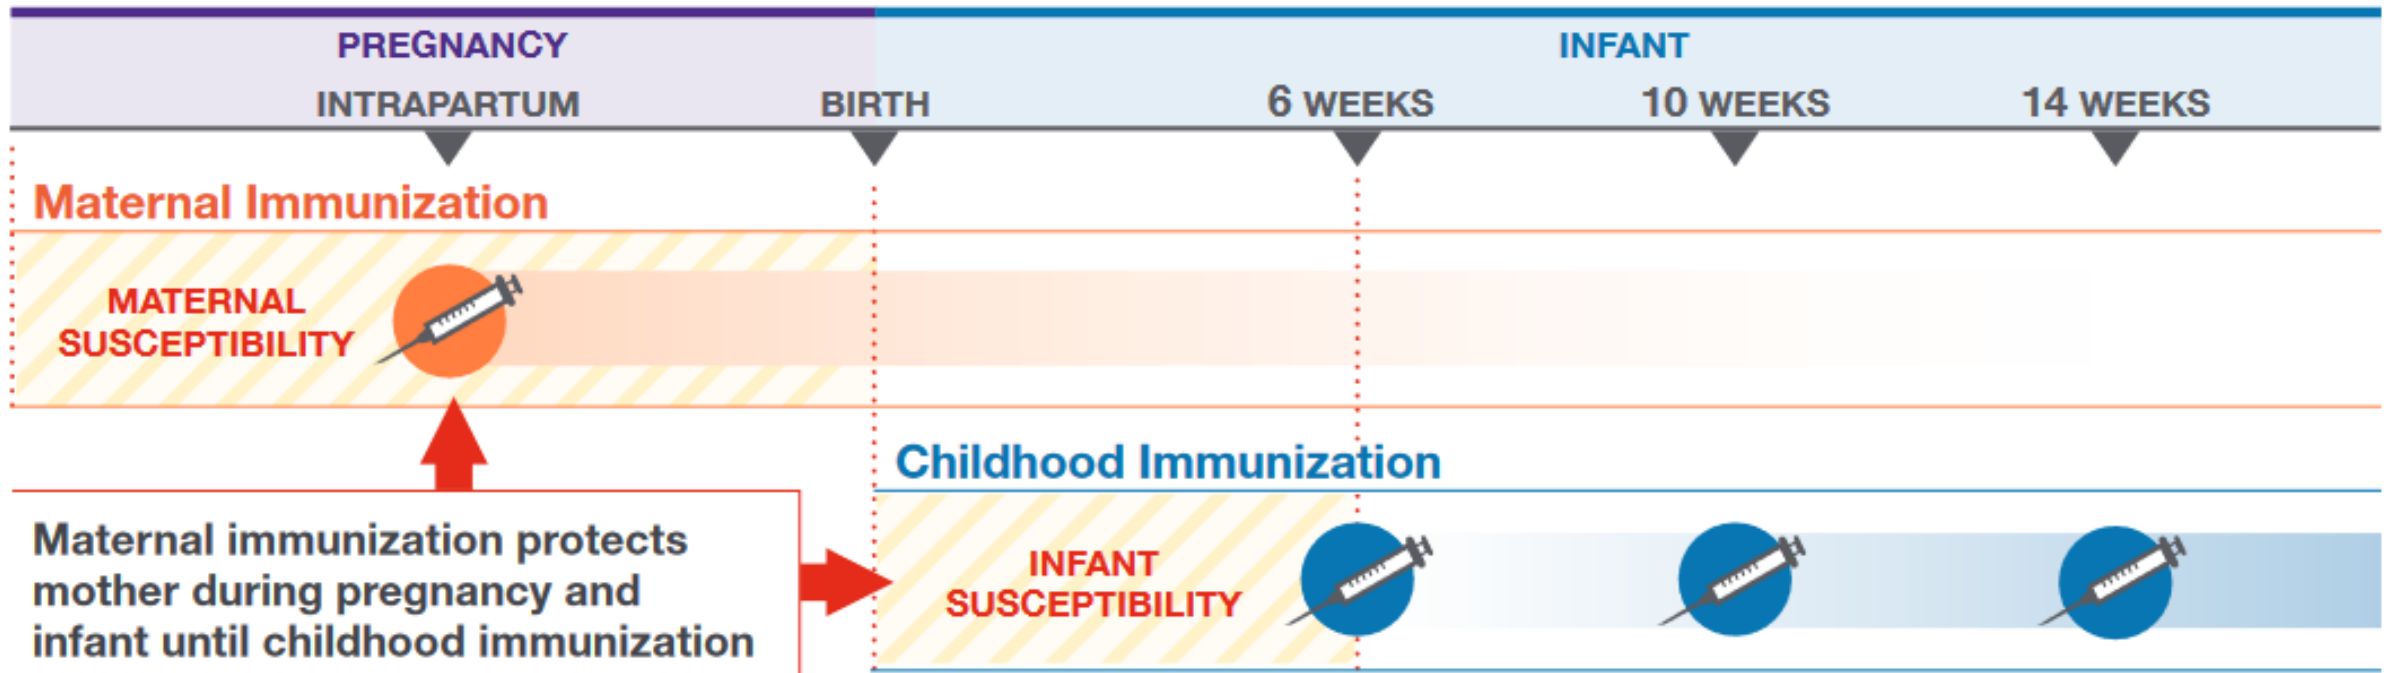 PREGNANCY
INFANT
INTRAPARTUM
BIRTH
6 WEEKS
10 WEEKS
14 WEEKS
Maternal Immunization
MATERNAL
SUSCEPTIBILITY
Childhood Immunization
Maternal immunization protects
mother during pregnancy and
infant until childhood immunization
INFANT
SUSCEPTIBILITY